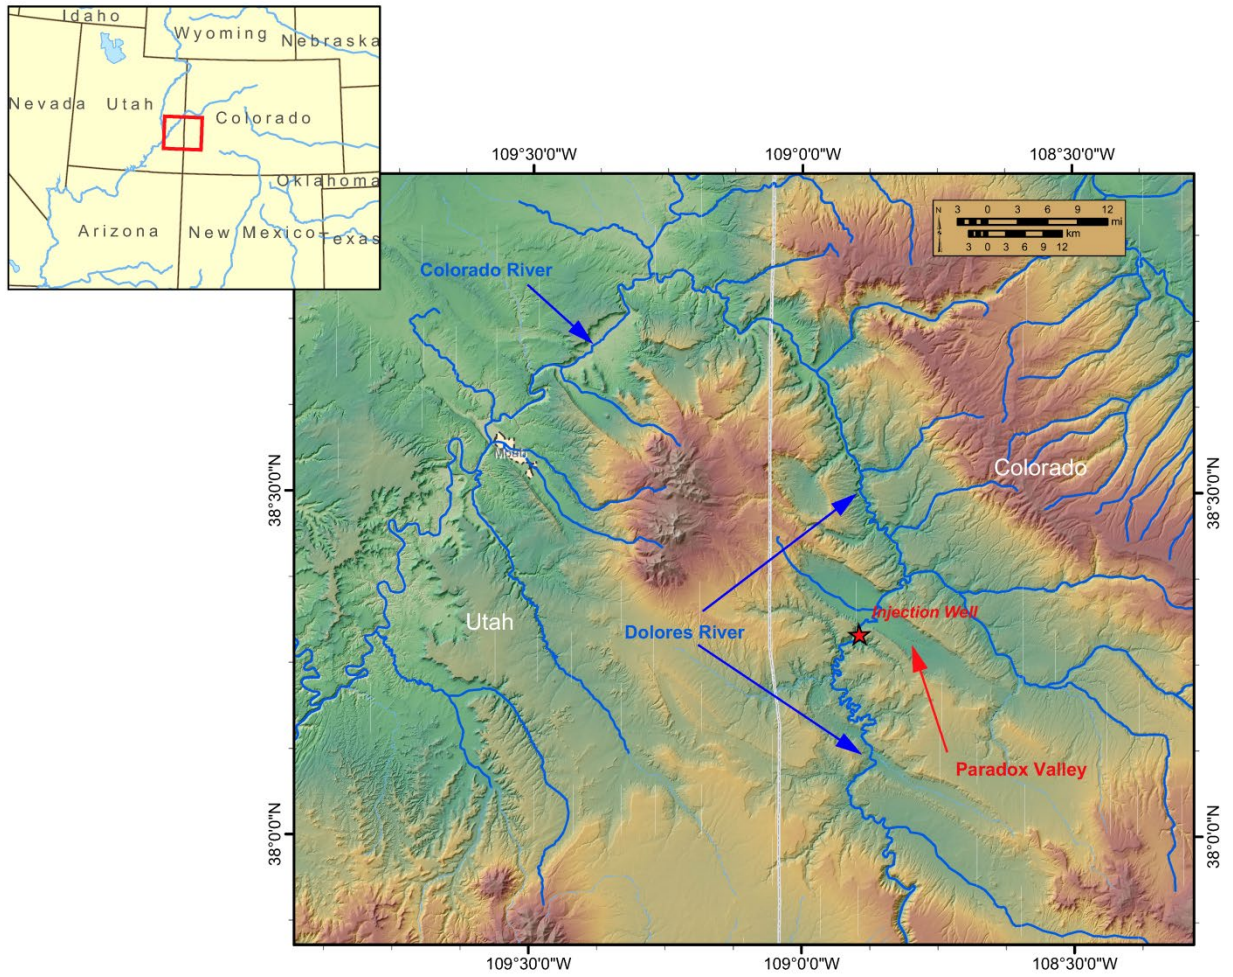 Idaho
Wyoming
Nebraska
Nevada
Utah
Colorado
Oklahoma
Arizona
New Mexico
Texas
109°30'0"W
109°0'0"W
108°30'0"W
N
3 0 3 6 9 12
mi
km
3 0 3 6 9 12
Colorado River
Moab
Colorado
38°30'0"N
38°30'0"N
Injection Well
Utah
Dolores River
Paradox Valley
38°0'0"N
38°0'0"N
109°30'0"W
109°0'0"W
108°30'0"W